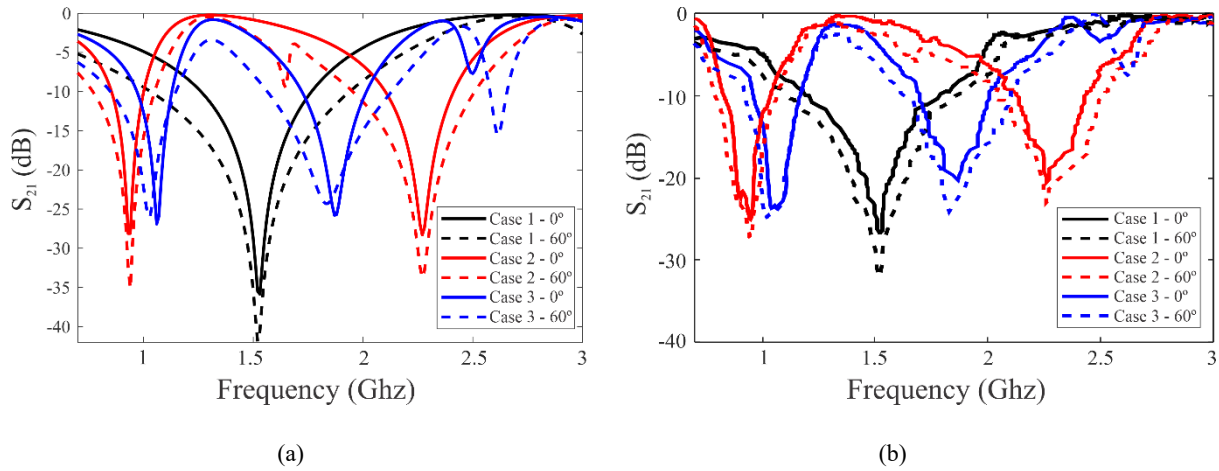 0
-5
-10
-15
-20
-25
-30
-35
-40
S21 (dB)
Case 1 - 0º
Case 1 - 60º
Case 2 - 0º
Case 2 - 60º
Case 3 - 0º
Case 3 - 60º
1
1.5
2
2.5
3
Frequency (Ghz)
(a)
0
-10
-20
-30
-40
S21 (dB)
Case 1 - 0º
Case 1 - 60º
Case 2 - 0º
Case 2 - 60º
Case 3 - 0º
Case 3 - 60º
1
1.5
2
2.5
3
Frequency (Ghz)
(b)